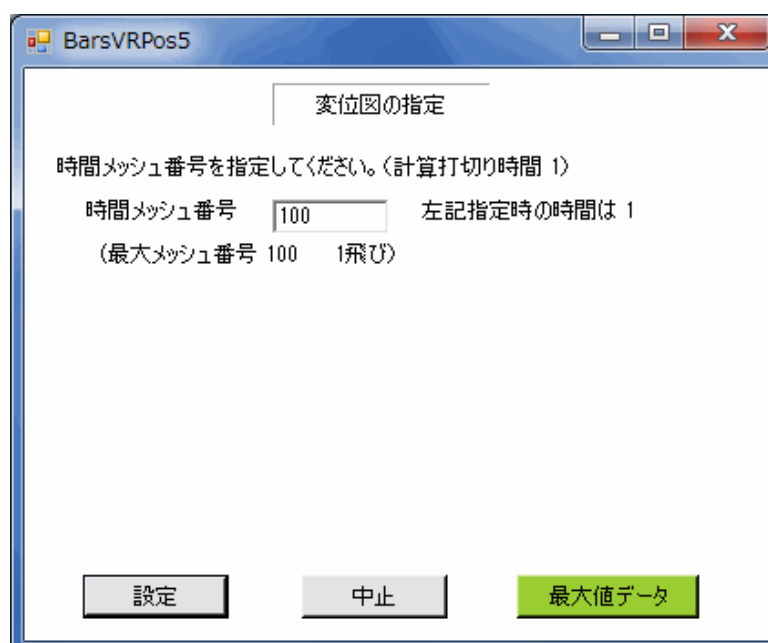 BarsVRPos5
変位図の指定
時間メッシュ番号を指定してください。(計算打切り時間 1)
時間メッシュ番号 100 左記指定時の時間は 1
(最大メッシュ番号 100 1飛び)
設定 中止 最大値データ